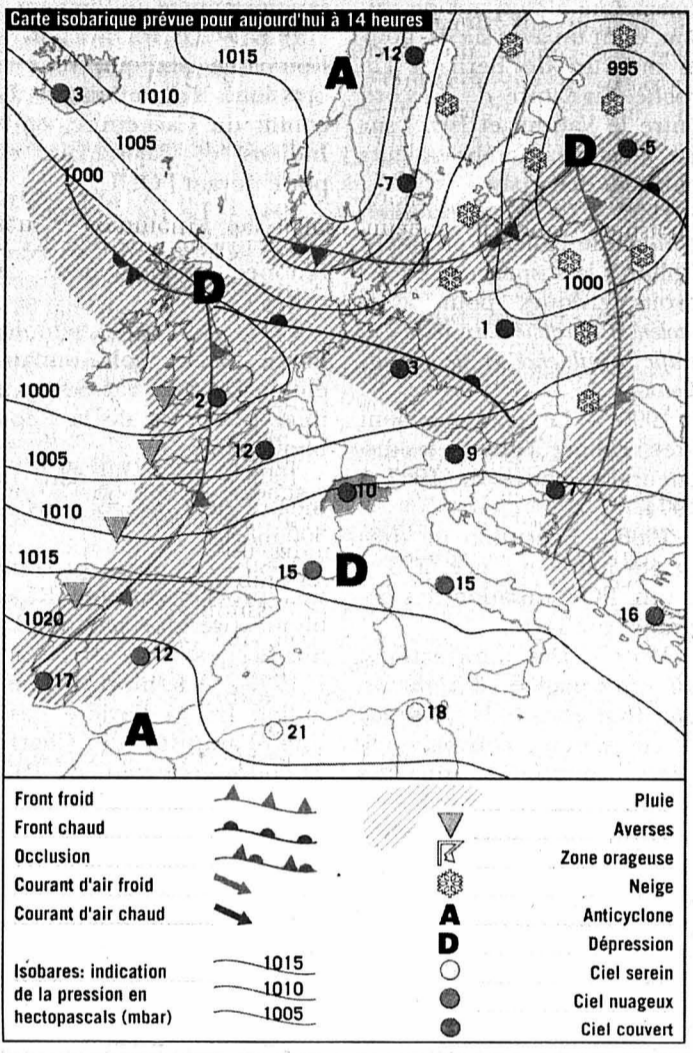 Carte isobarique prévue pour aujourd'hui à 14 heures
1015
A
-12
995
3
1010
1005
D
-5
1000
-7
D
1000
1
3
1000
2
12
9
1005
10
7
1010
1015
15
D
15
16
1020
12
17
18
A
21
Front froid
Front chaud
Occlusion
Courant d'air froid
Courant d'air chaud
Isobares: indication
de la pression en
hectopascals (mbar)
1015
1010
1005
Pluie
Averses
Zone orageuse
Neige
A Anticyclone
D Dépression
Ciel serein
Ciel nuageux
Ciel couvert